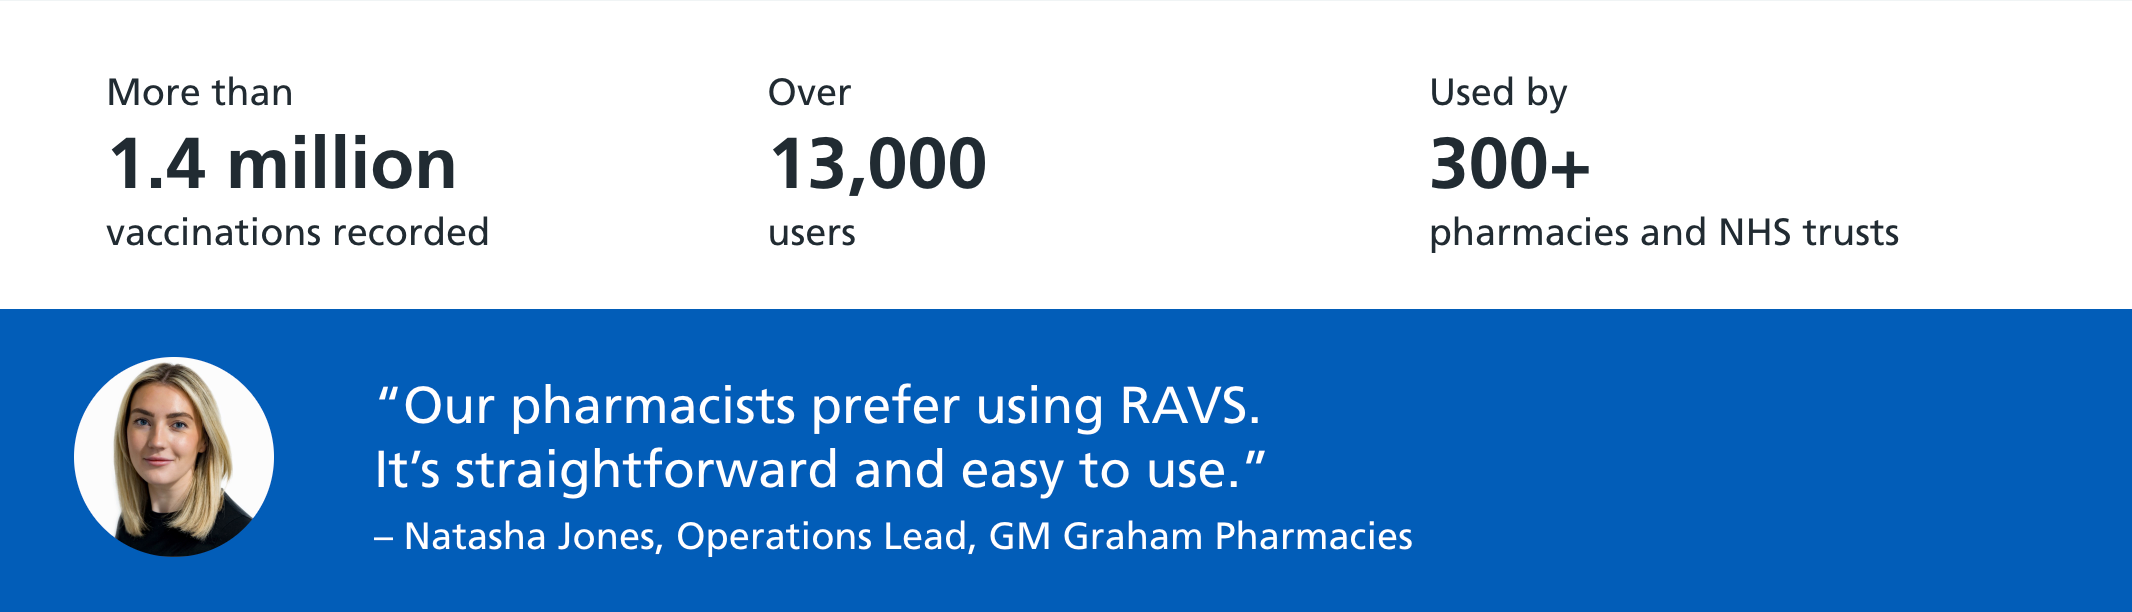 More than
1.4 million
vaccinations recorded
Over
13,000
users
Used by
300+
pharmacies and NHS trusts
“Our pharmacists prefer using RAVS.
It’s straightforward and easy to use.”
– Natasha Jones, Operations Lead, GM Graham Pharmacies